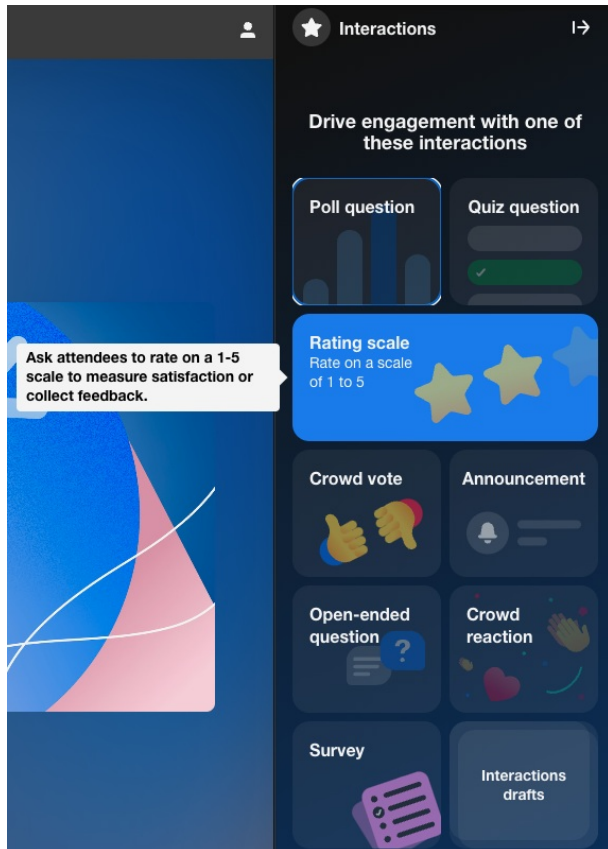 Interactions
Drive engagement with one of
these interactions
Poll question
Quiz question
Ask attendees to rate on a 1-5
scale to measure satisfaction or
collect feedback.
Rating scale
Rate on a scale
of 1 to 5
Crowd vote
Announcement
Open-ended
question
?
Crowd
reaction
Survey
Interactions
drafts